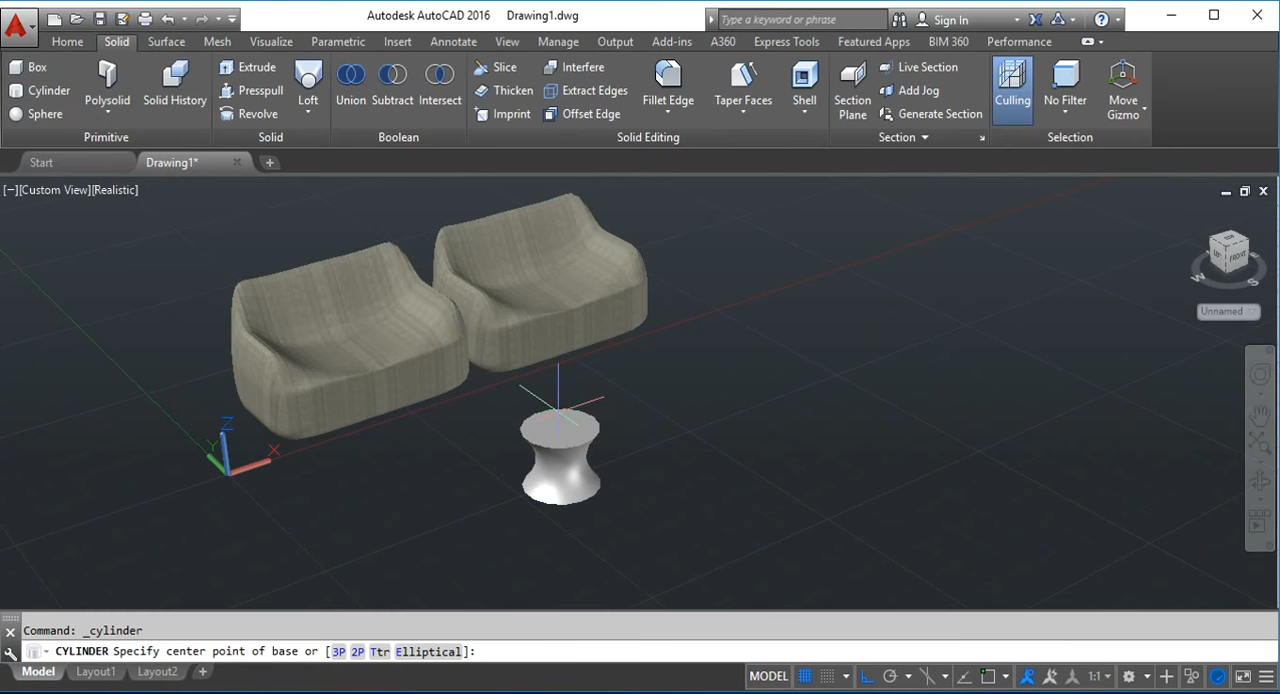 Autodesk AutoCAD 2016 Drawing1.dwg
Type a keyword or phrase
Sign In
Home Solid Surface Mesh Visualize Parametric Insert Annotate View Manage Output Add-ins A360 Express Tools Featured Apps BIM 360 Performance
Box
Cylinder
Sphere
Polysolid
Solid History
Primitive
Extrude
Presspull
Revolve
Loft
Solid
Union Subtract Intersect
Boolean
Slice
Thicken
Imprint
Interfere
Extract Edges
Offset Edge
Fillet Edge
Taper Faces
Shell
Solid Editing
Section
Plane
Live Section
Add Jog
Generate Section
Section
Culling
No Filter
Move
Gizmo
Selection
Start Drawing1*
[−][Custom View][Realistic]
TOP
FRONT
W
S
Unnamed
Z
Y
X
Command: _cylinder
CYLINDER Specify center point of base or [3P 2P Ttr Elliptical]:
Model Layout1 Layout2
MODEL
1:1